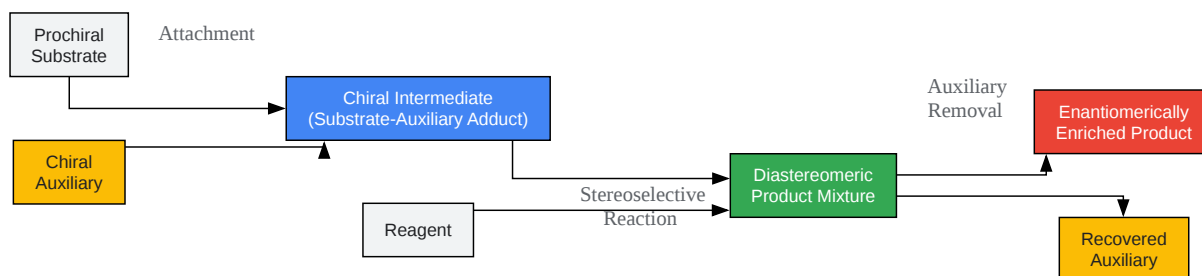 Prochiral
Substrate
Attachment
Chiral Intermediate
(Substrate-Auxiliary Adduct)
Chiral
Auxiliary
Stereoselective
Reaction
Reagent
Diastereomeric
Product Mixture
Auxiliary
Removal
Enantiomerically
Enriched Product
Recovered
Auxiliary